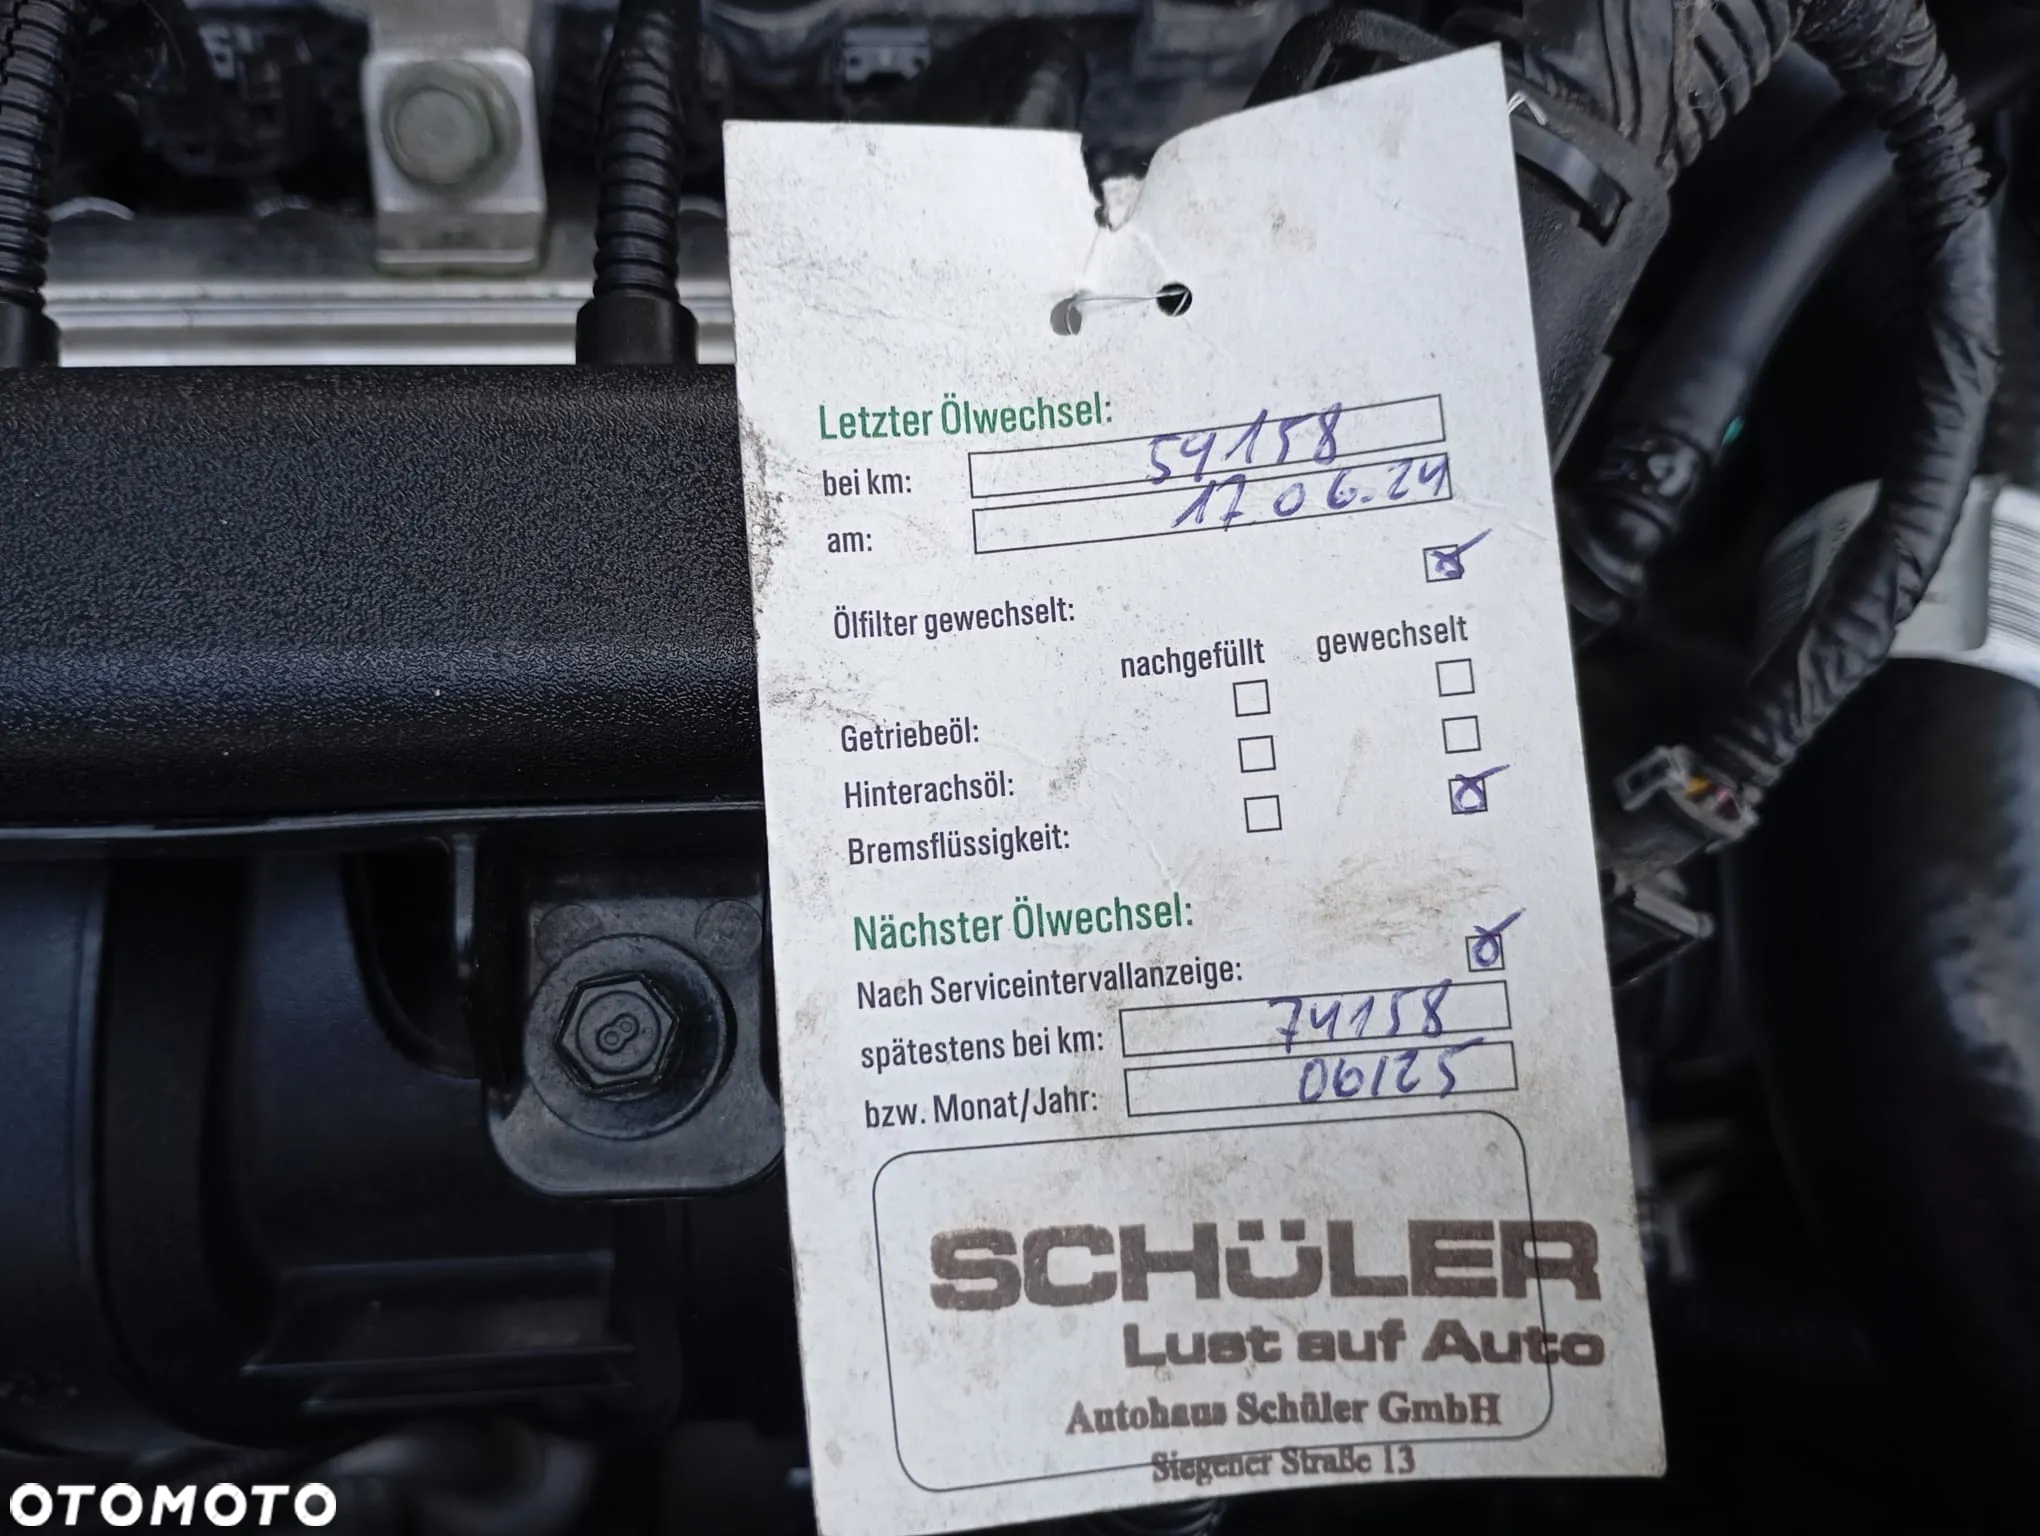 Letzter Ölwechsel:
bei km: 54158
am: 17.06.24
Ölfilter gewechselt:
nachgefüllt gewechselt
Getriebeöl:
Hinterachsöl:
Bremsflüssigkeit:
Nächster Ölwechsel:
Nach Serviceintervallanzeige:
spätestens bei km: 74158
bzw. Monat/Jahr: 06/25
SCHÜLER
Lust auf Auto
Autohaus Schüler GmbH
Siegener Straße 13
8
OTOMOTO